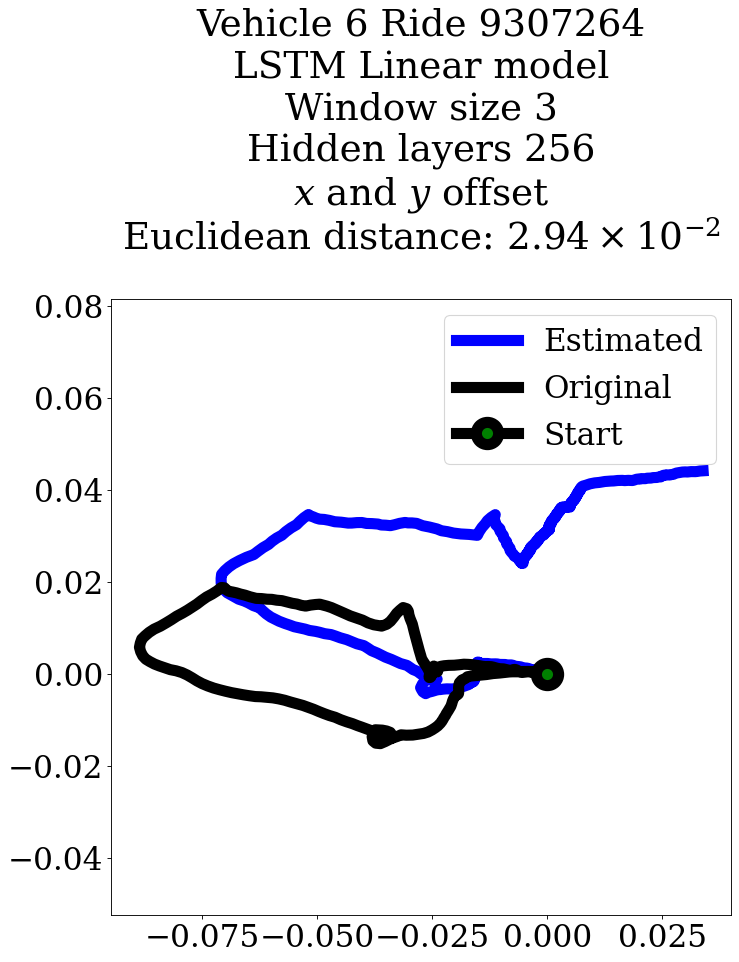 Vehicle 6 Ride 9307264
LSTM Linear model
Window size 3
Hidden layers 256
x and y offset
Euclidean distance: 2.94 × 10⁻²
0.08
Estimated
0.06
Original
0.04
Start
0.02
0.00
−0.02
−0.04
−0.075 −0.050 −0.025 0.000 0.025